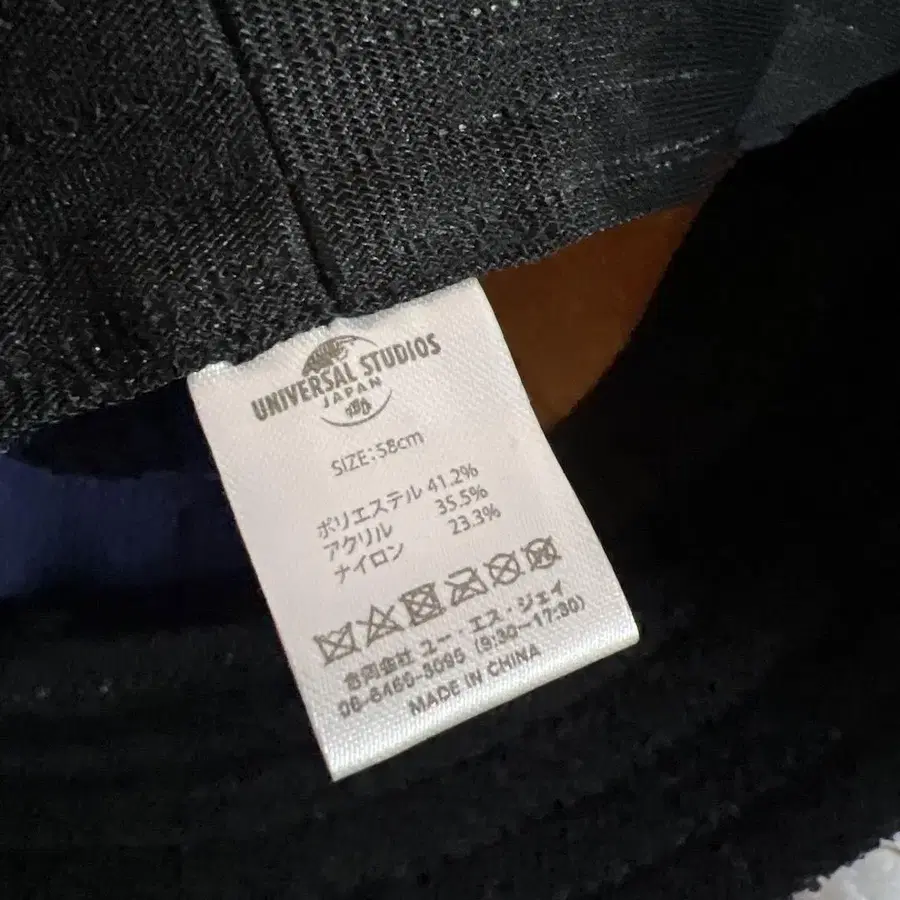 UNIVERSAL STUDIOS
JAPAN
SIZE:58cm
ポリエステル 41.2%
アクリル 35.5%
ナイロン 23.3%
合同会社 ユー・エス・ジェイ
06-6465-3095 (9:30~17:30)
MADE IN CHINA